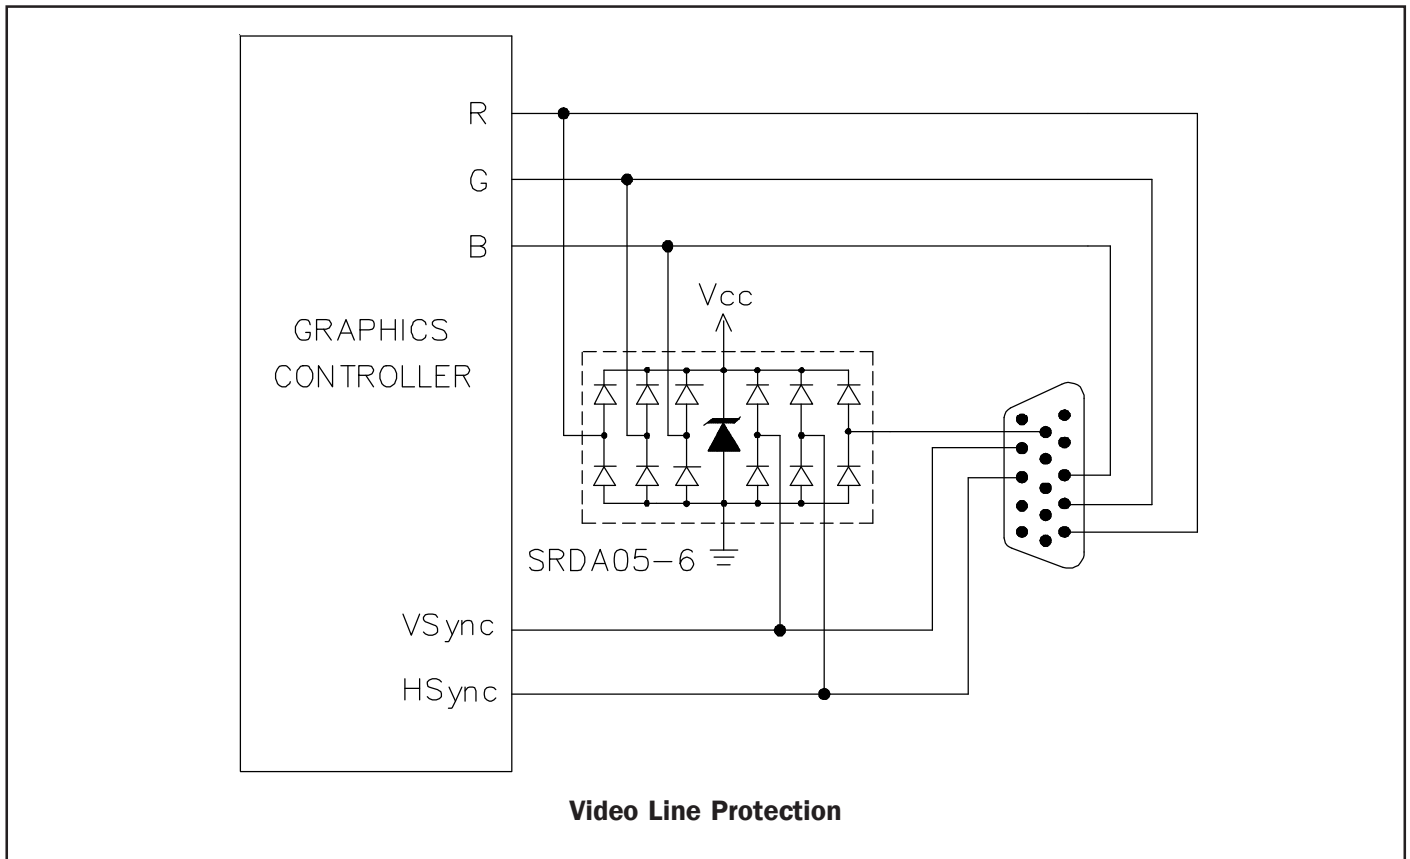 R
G
B
Vcc
GRAPHICS
CONTROLLER
SRDA05-6
VSync
HSync
Video Line Protection